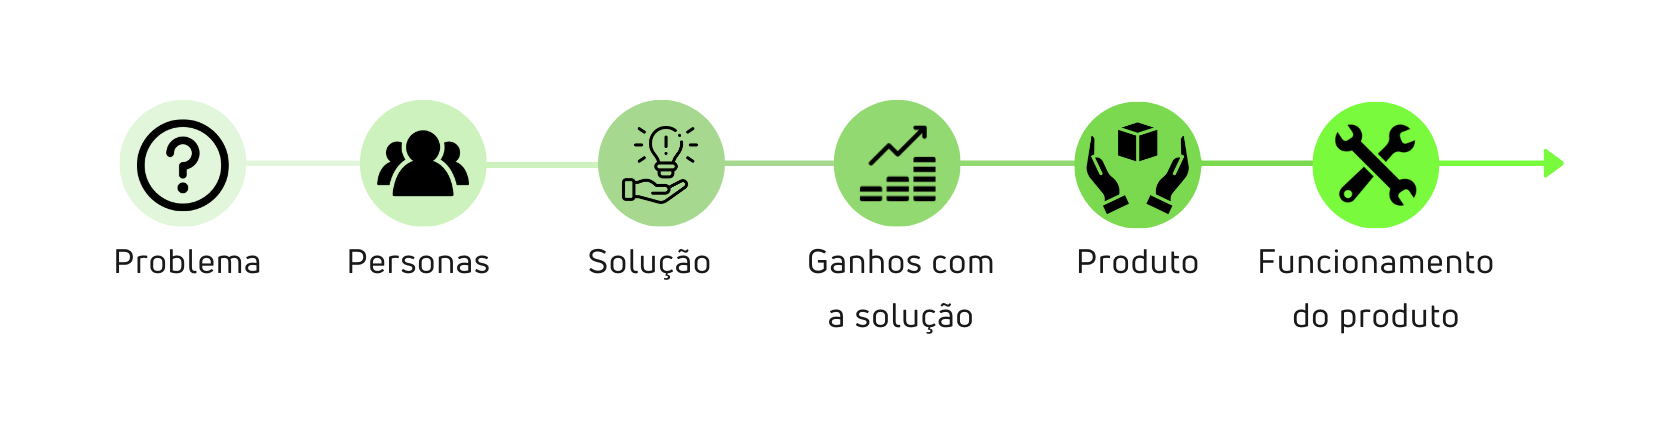 Problema
Personas
Solução
Ganhos com
a solução
Produto
Funcionamento
do produto